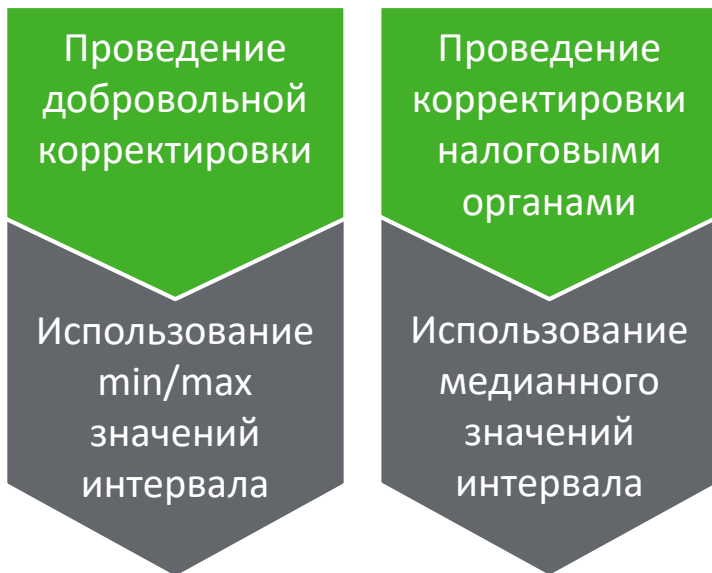 Проведение
добровольной
корректировки
Использование
min/max
значений
интервала
Проведение
корректировки
налоговыми
органами
Использование
медианного
значений
интервала